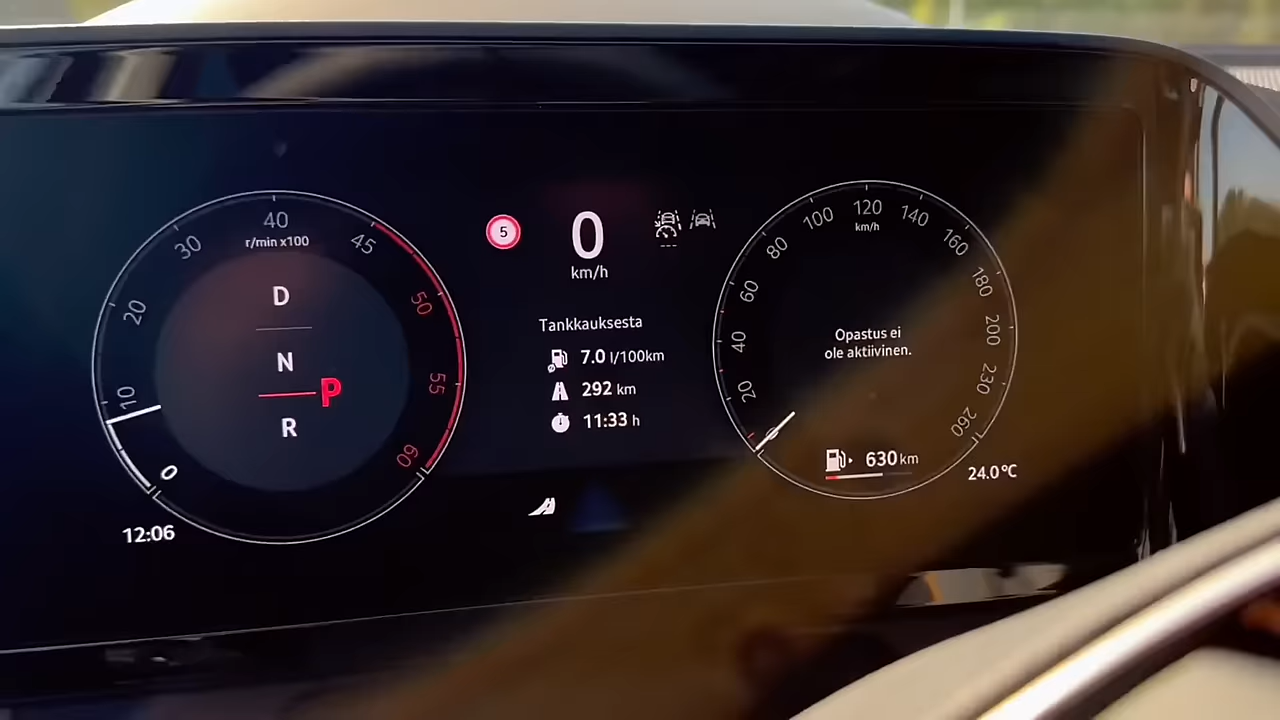 40
r/min x100
30
45
20
50
10
55
0
60
D
N
P
R
12:06
5
0
km/h
Tankkauksesta
7.0 l/100km
292 km
11:33 h
120
km/h
100
140
80
160
60
180
40
200
20
230
0
260
Opastus ei
ole aktiivinen.
630 km
24.0°C